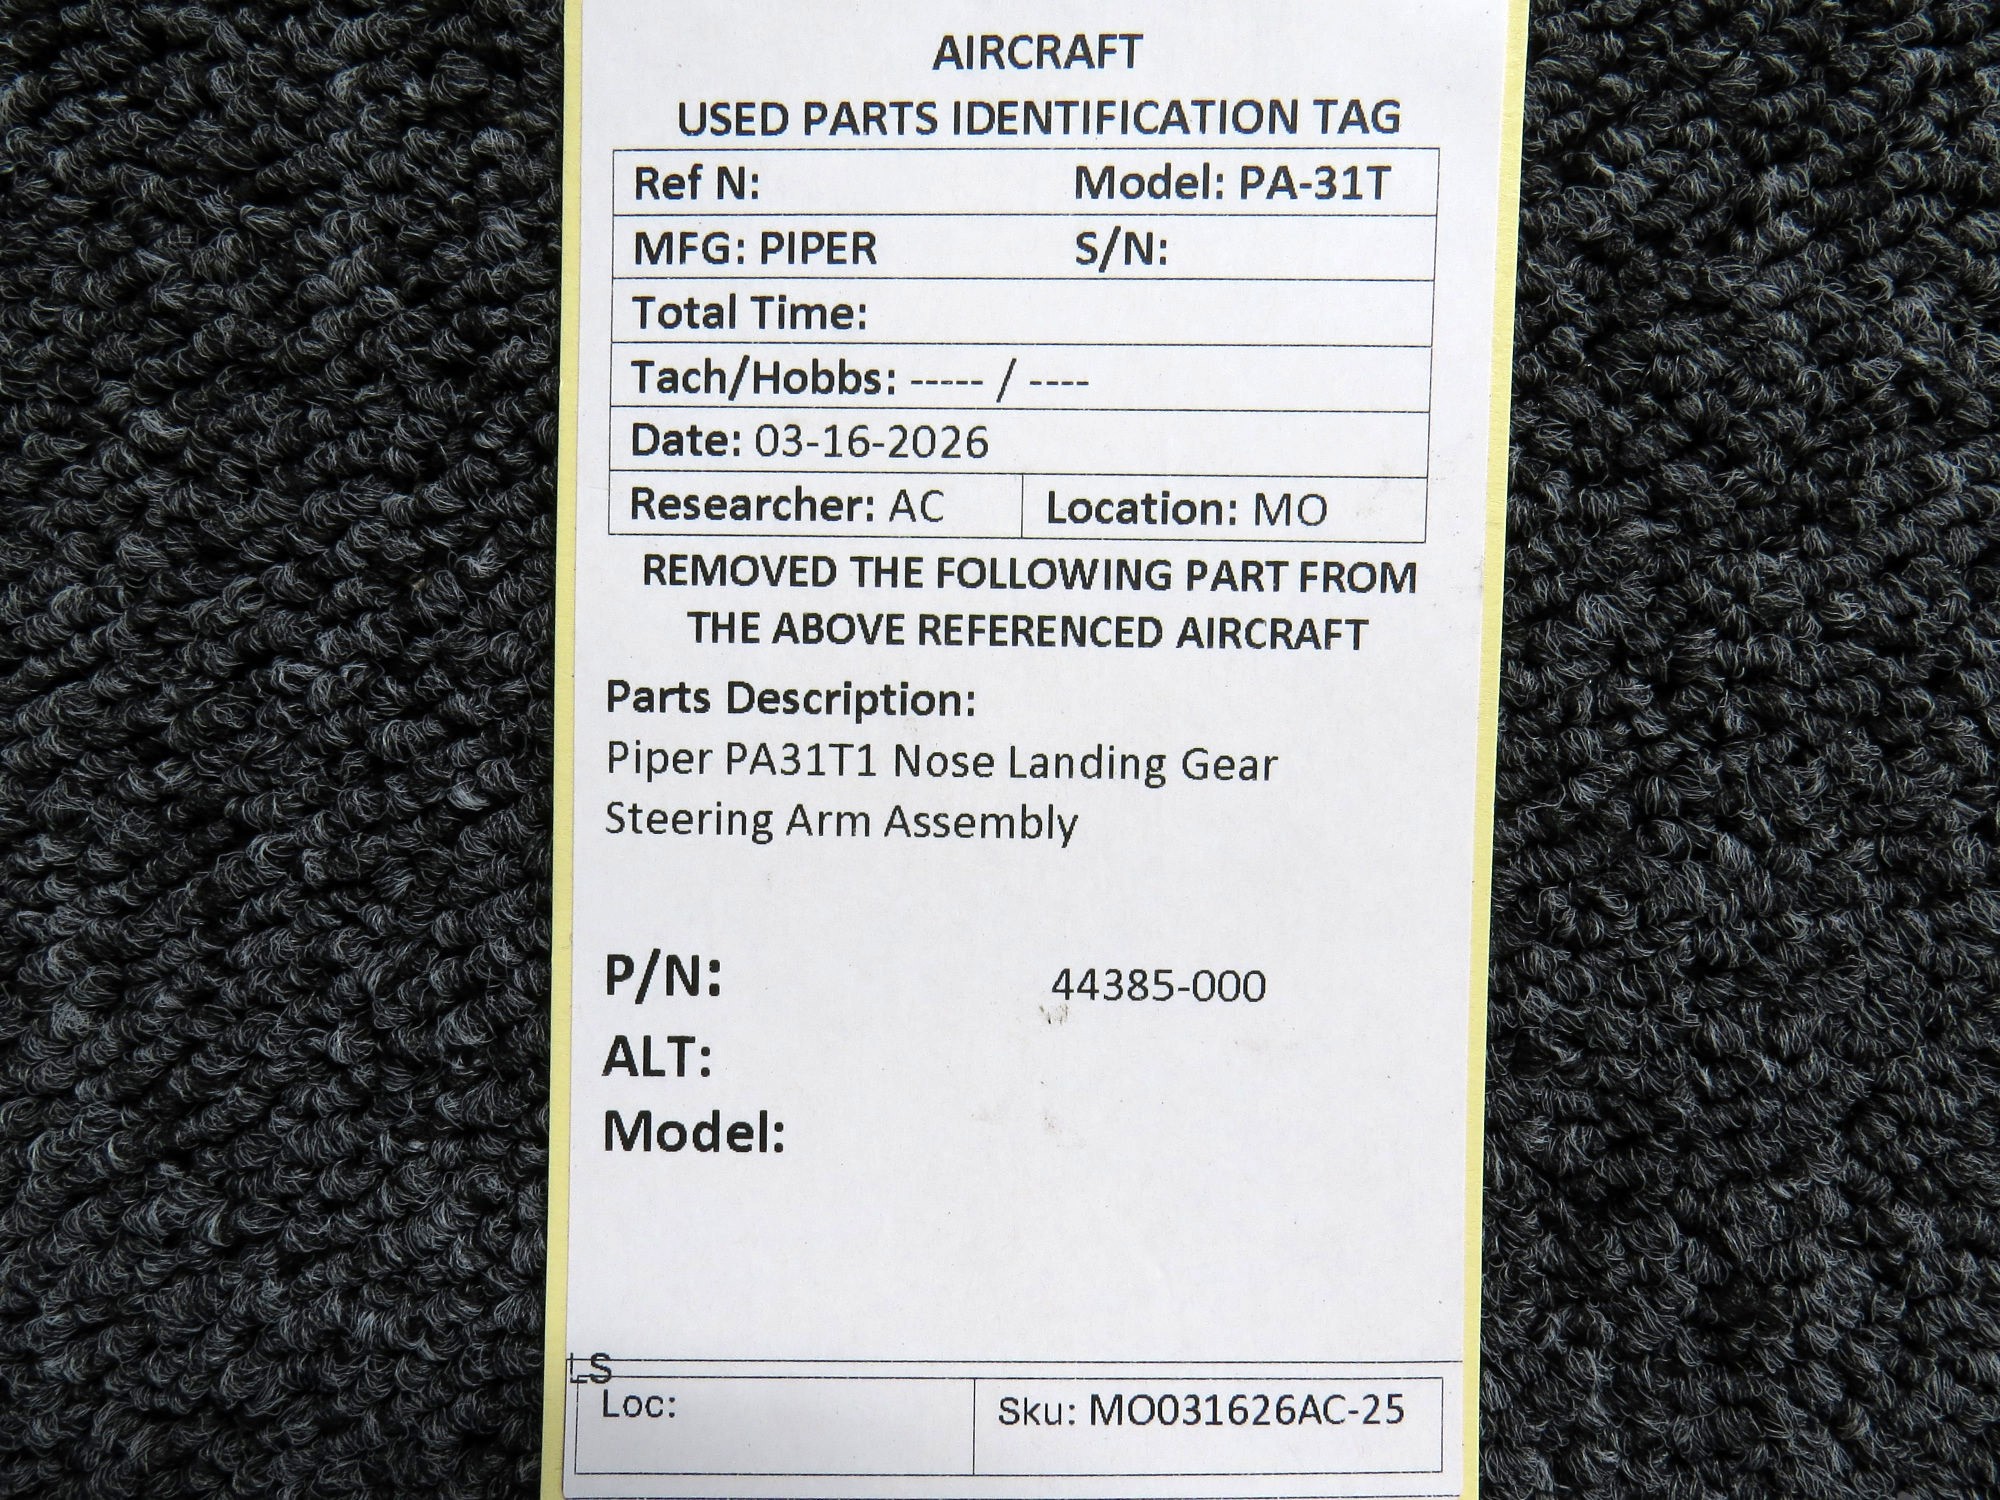 AIRCRAFT
USED PARTS IDENTIFICATION TAG
Ref N: Model: PA-31T
MFG: PIPER S/N:
Total Time:
Tach/Hobbs: ----- / ----
Date: 03-16-2026
Researcher: AC Location: MO
REMOVED THE FOLLOWING PART FROM
THE ABOVE REFERENCED AIRCRAFT
Parts Description:
Piper PA31T1 Nose Landing Gear
Steering Arm Assembly
P/N: 44385-000
ALT:
Model:
LS
Loc: Sku: MO031626AC-25